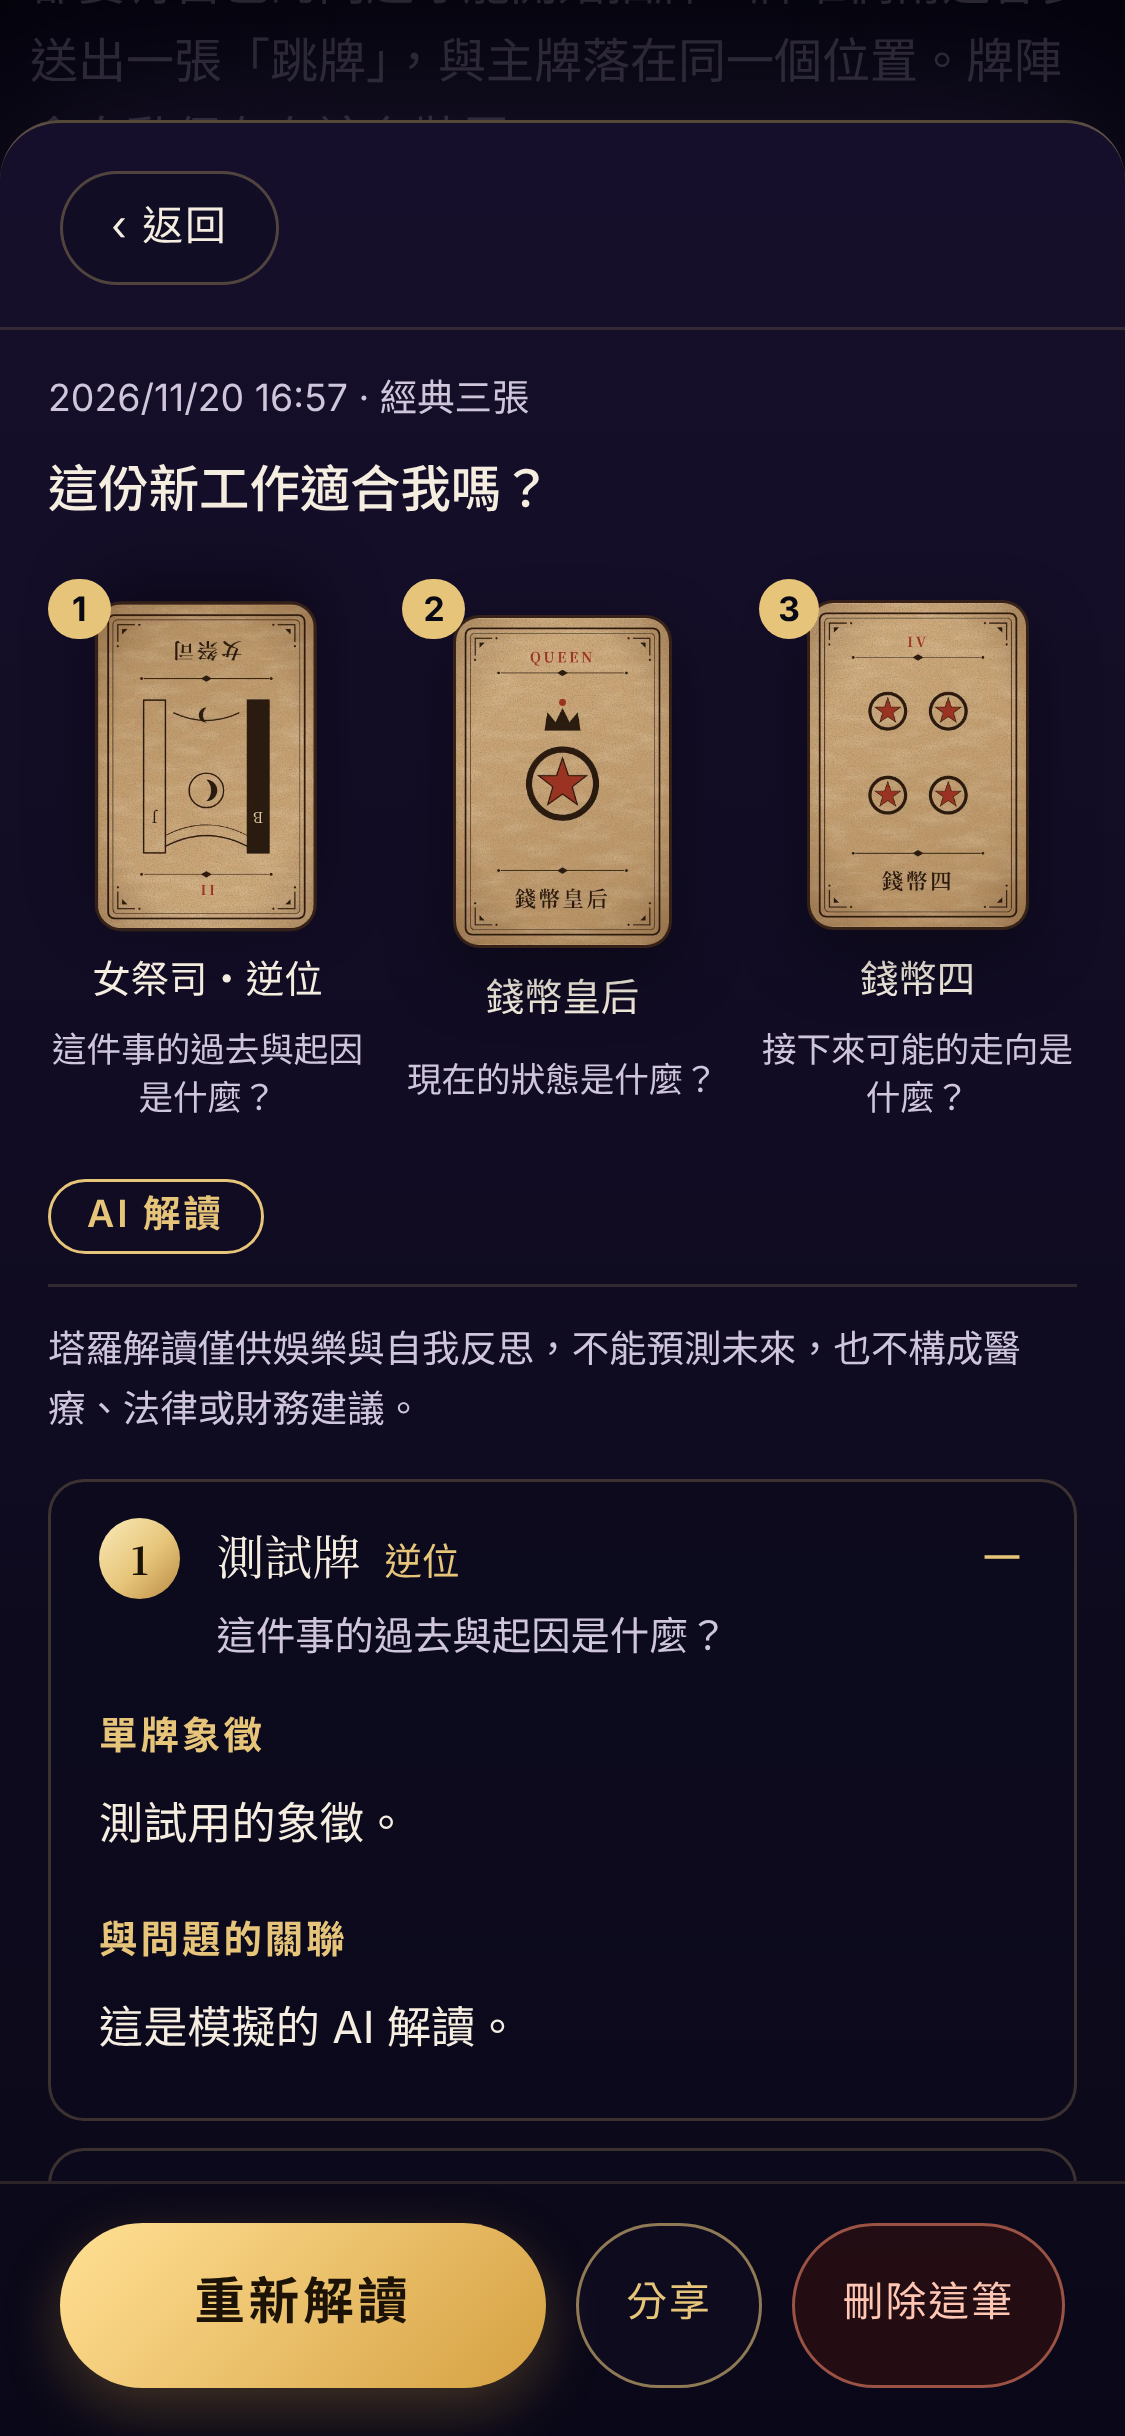 送出一張「跳牌」，與主牌落在同一個位置。牌陣
‹ 返回
2026/11/20 16:57 · 經典三張
這份新工作適合我嗎？
1
女祭司
J
B
II
女祭司・逆位
這件事的過去與起因
是什麼？
2
QUEEN
錢幣皇后
錢幣皇后
現在的狀態是什麼？
3
IV
錢幣四
錢幣四
接下來可能的走向是
什麼？
AI 解讀
塔羅解讀僅供娛樂與自我反思，不能預測未來，也不構成醫
療、法律或財務建議。
1 測試牌 逆位
這件事的過去與起因是什麼？
單牌象徵
測試用的象徵。
與問題的關聯
這是模擬的 AI 解讀。
重新解讀
分享
刪除這筆